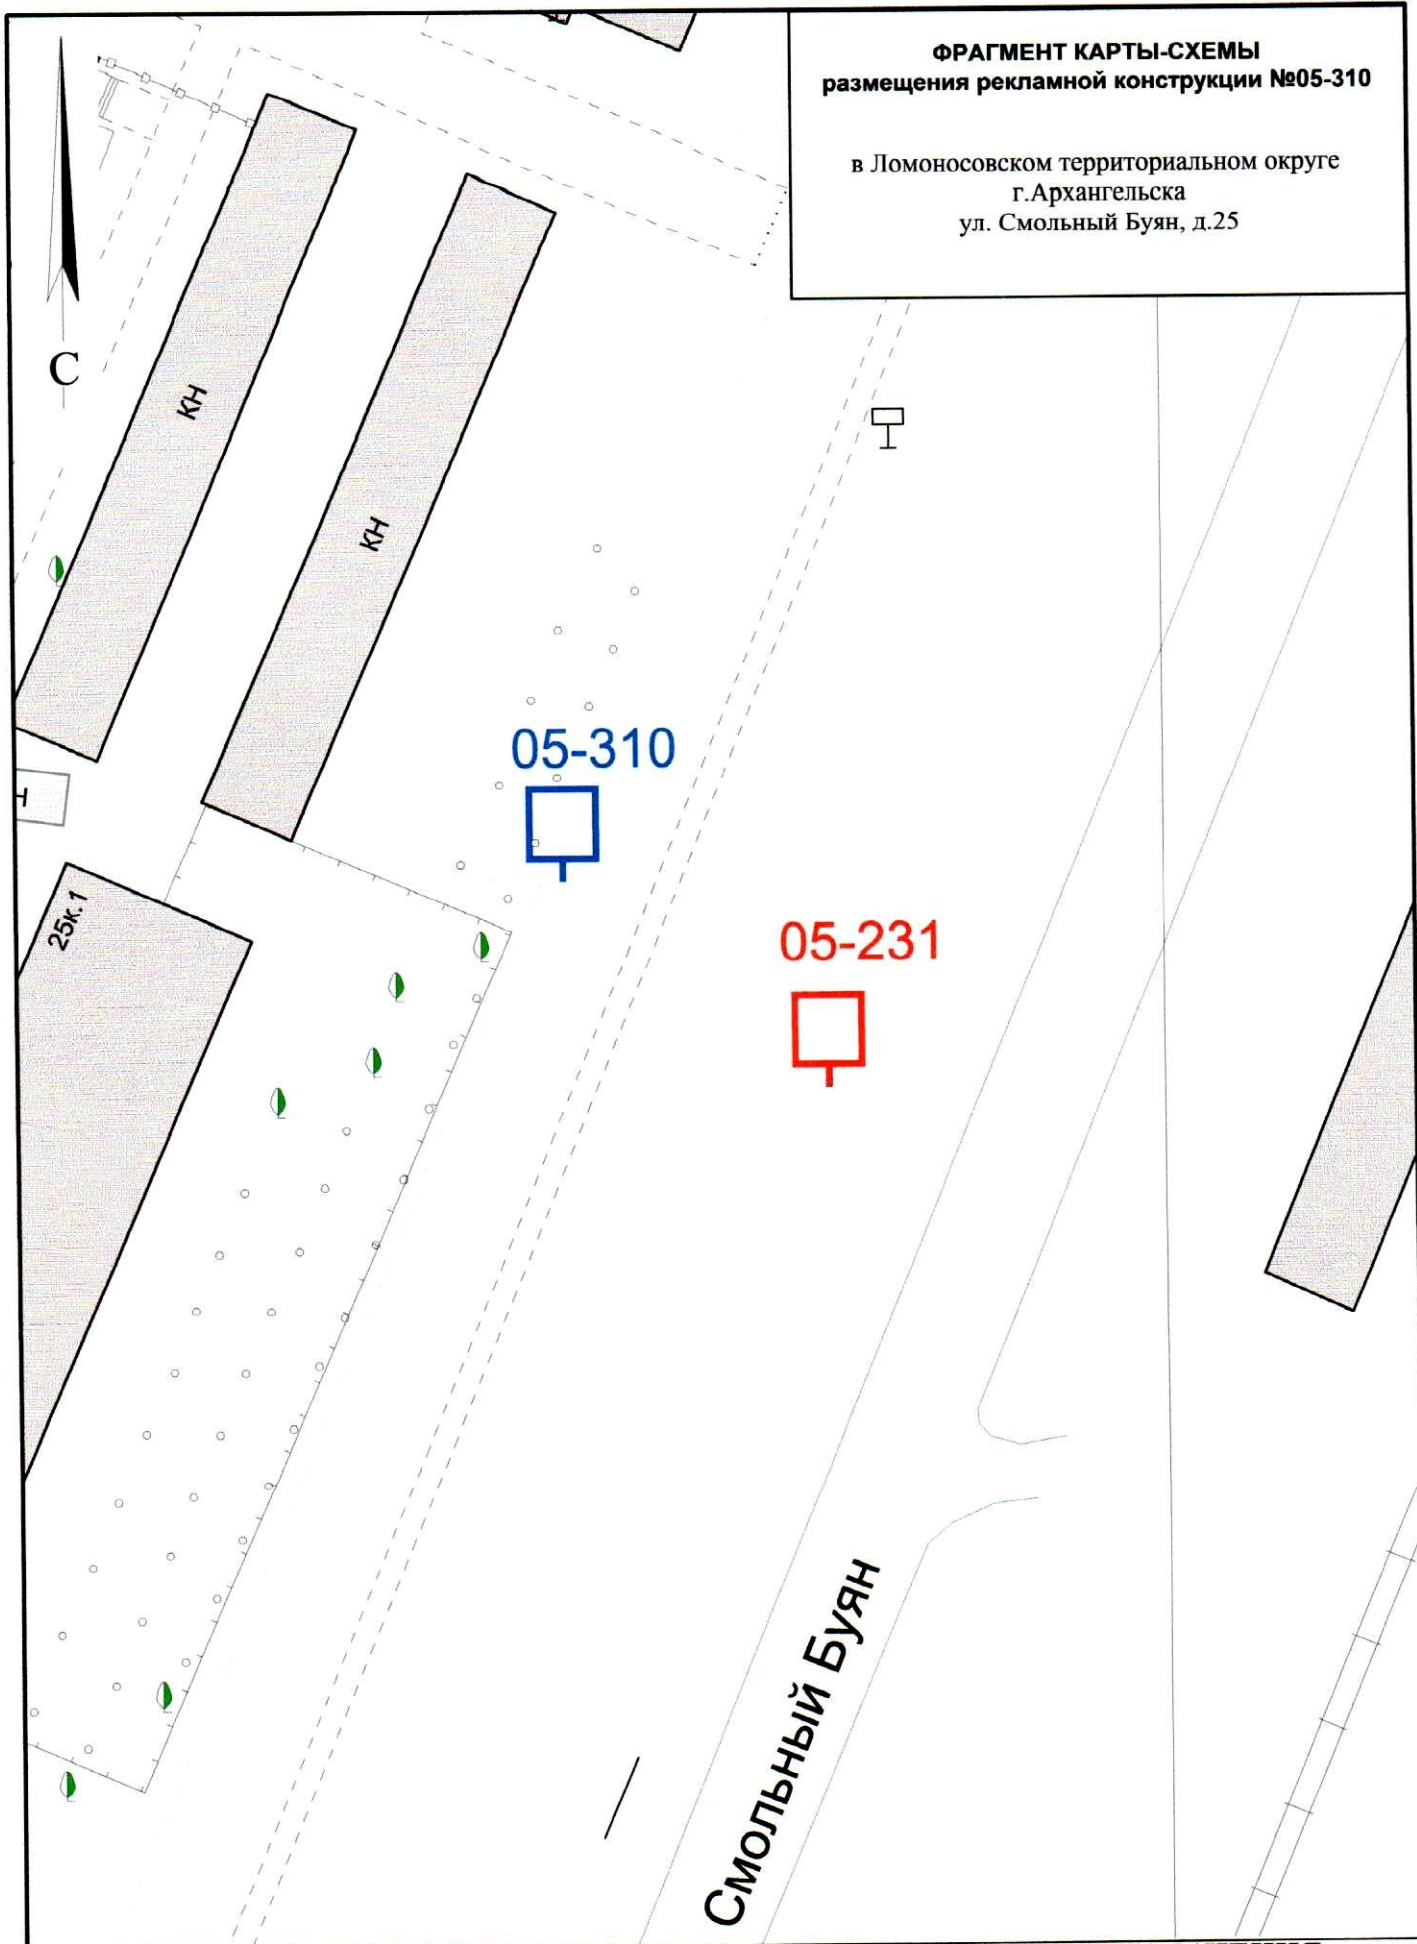 ФРАГМЕНТ КАРТЫ-СХЕМЫ
размещения рекламной конструкции №05-310
в Ломоносовском территориальном округе
г.Архангельска
ул. Смольный Буян, д.25
С
КН
КН
05-310
Н
25к.1
05-231
Смольный Буян